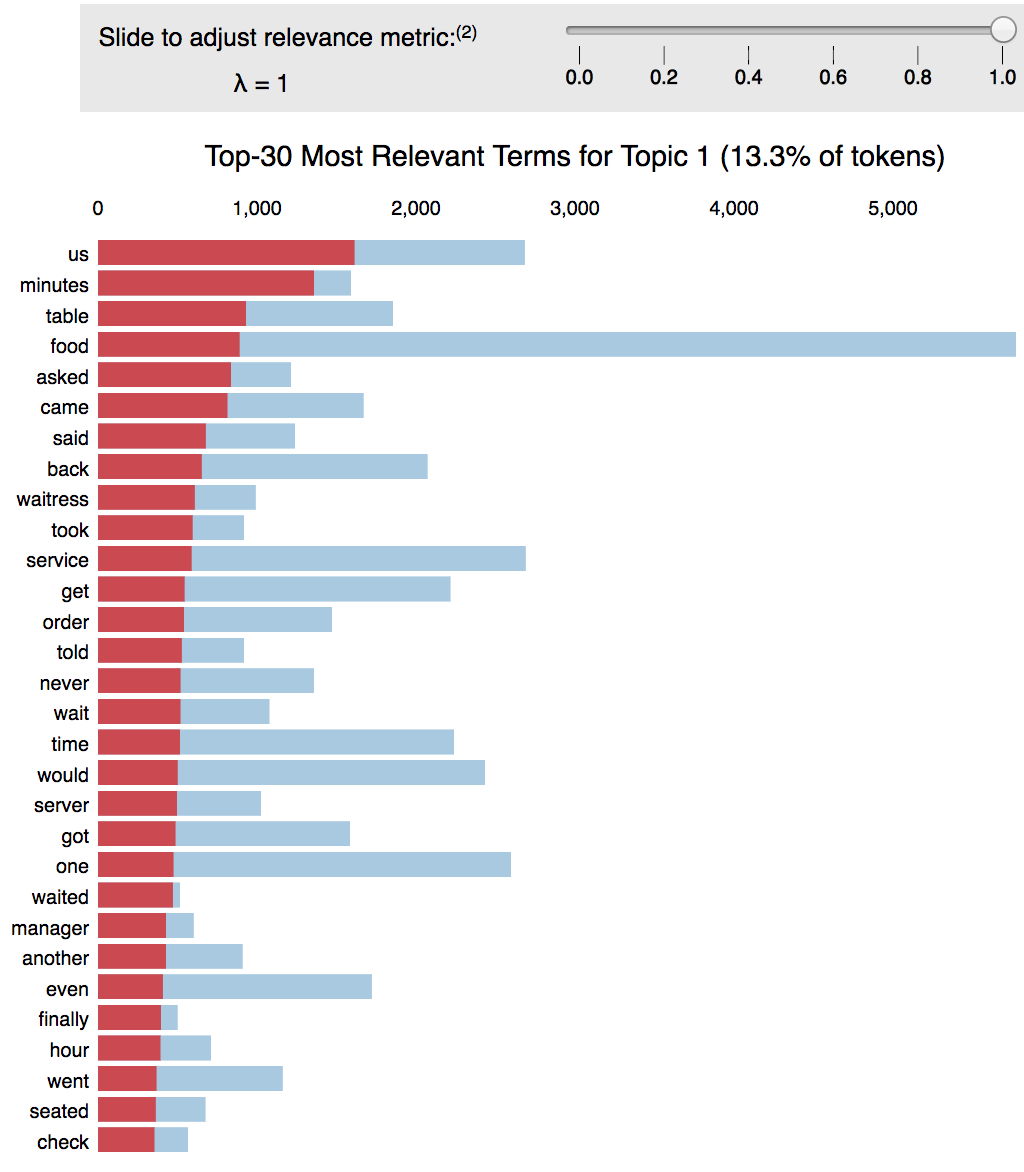 Slide to adjust relevance metric:(2)
λ = 1
0.0 0.2 0.4 0.6 0.8 1.0
Top-30 Most Relevant Terms for Topic 1 (13.3% of tokens)
0 1,000 2,000 3,000 4,000 5,000
us
minutes
table
food
asked
came
said
back
waitress
took
service
get
order
told
never
wait
time
would
server
got
one
waited
manager
another
even
finally
hour
went
seated
check